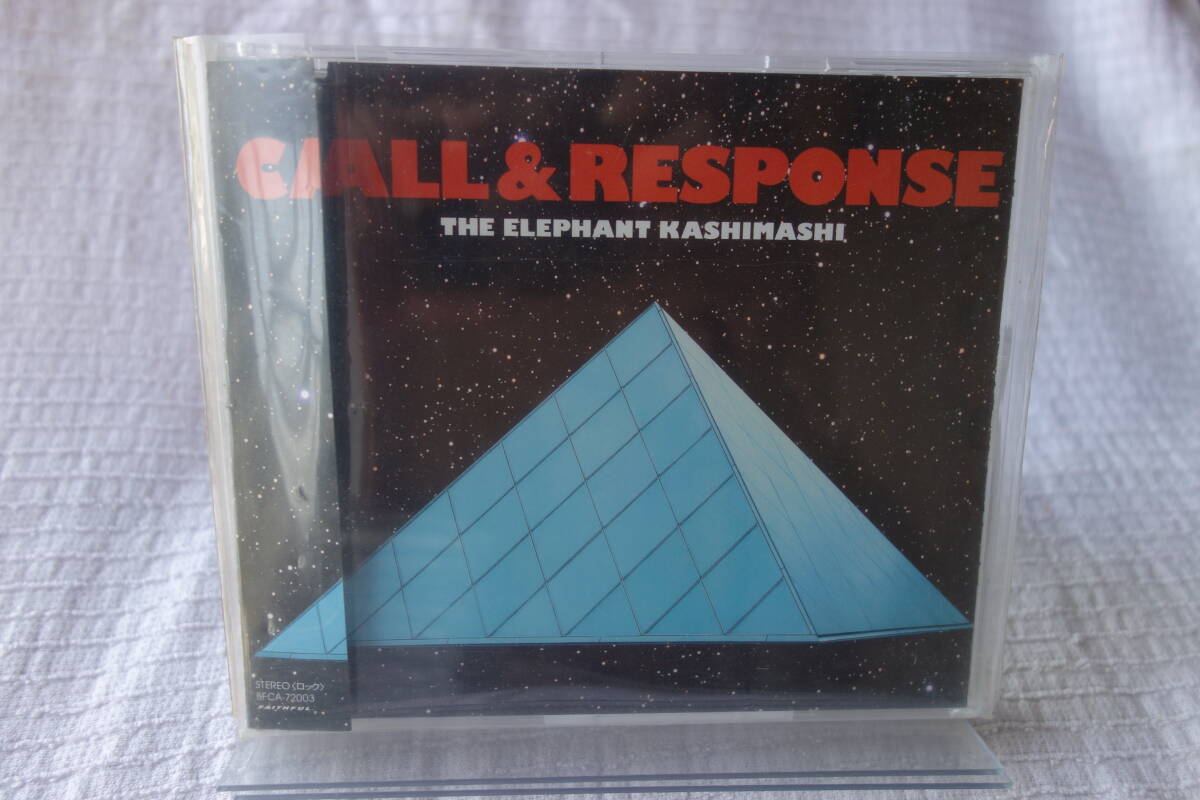 CALL & RESPONSE
THE ELEPHANT KASHIMASHI
STEREO〈ロック〉
BFCA-72003
FAITHFUL